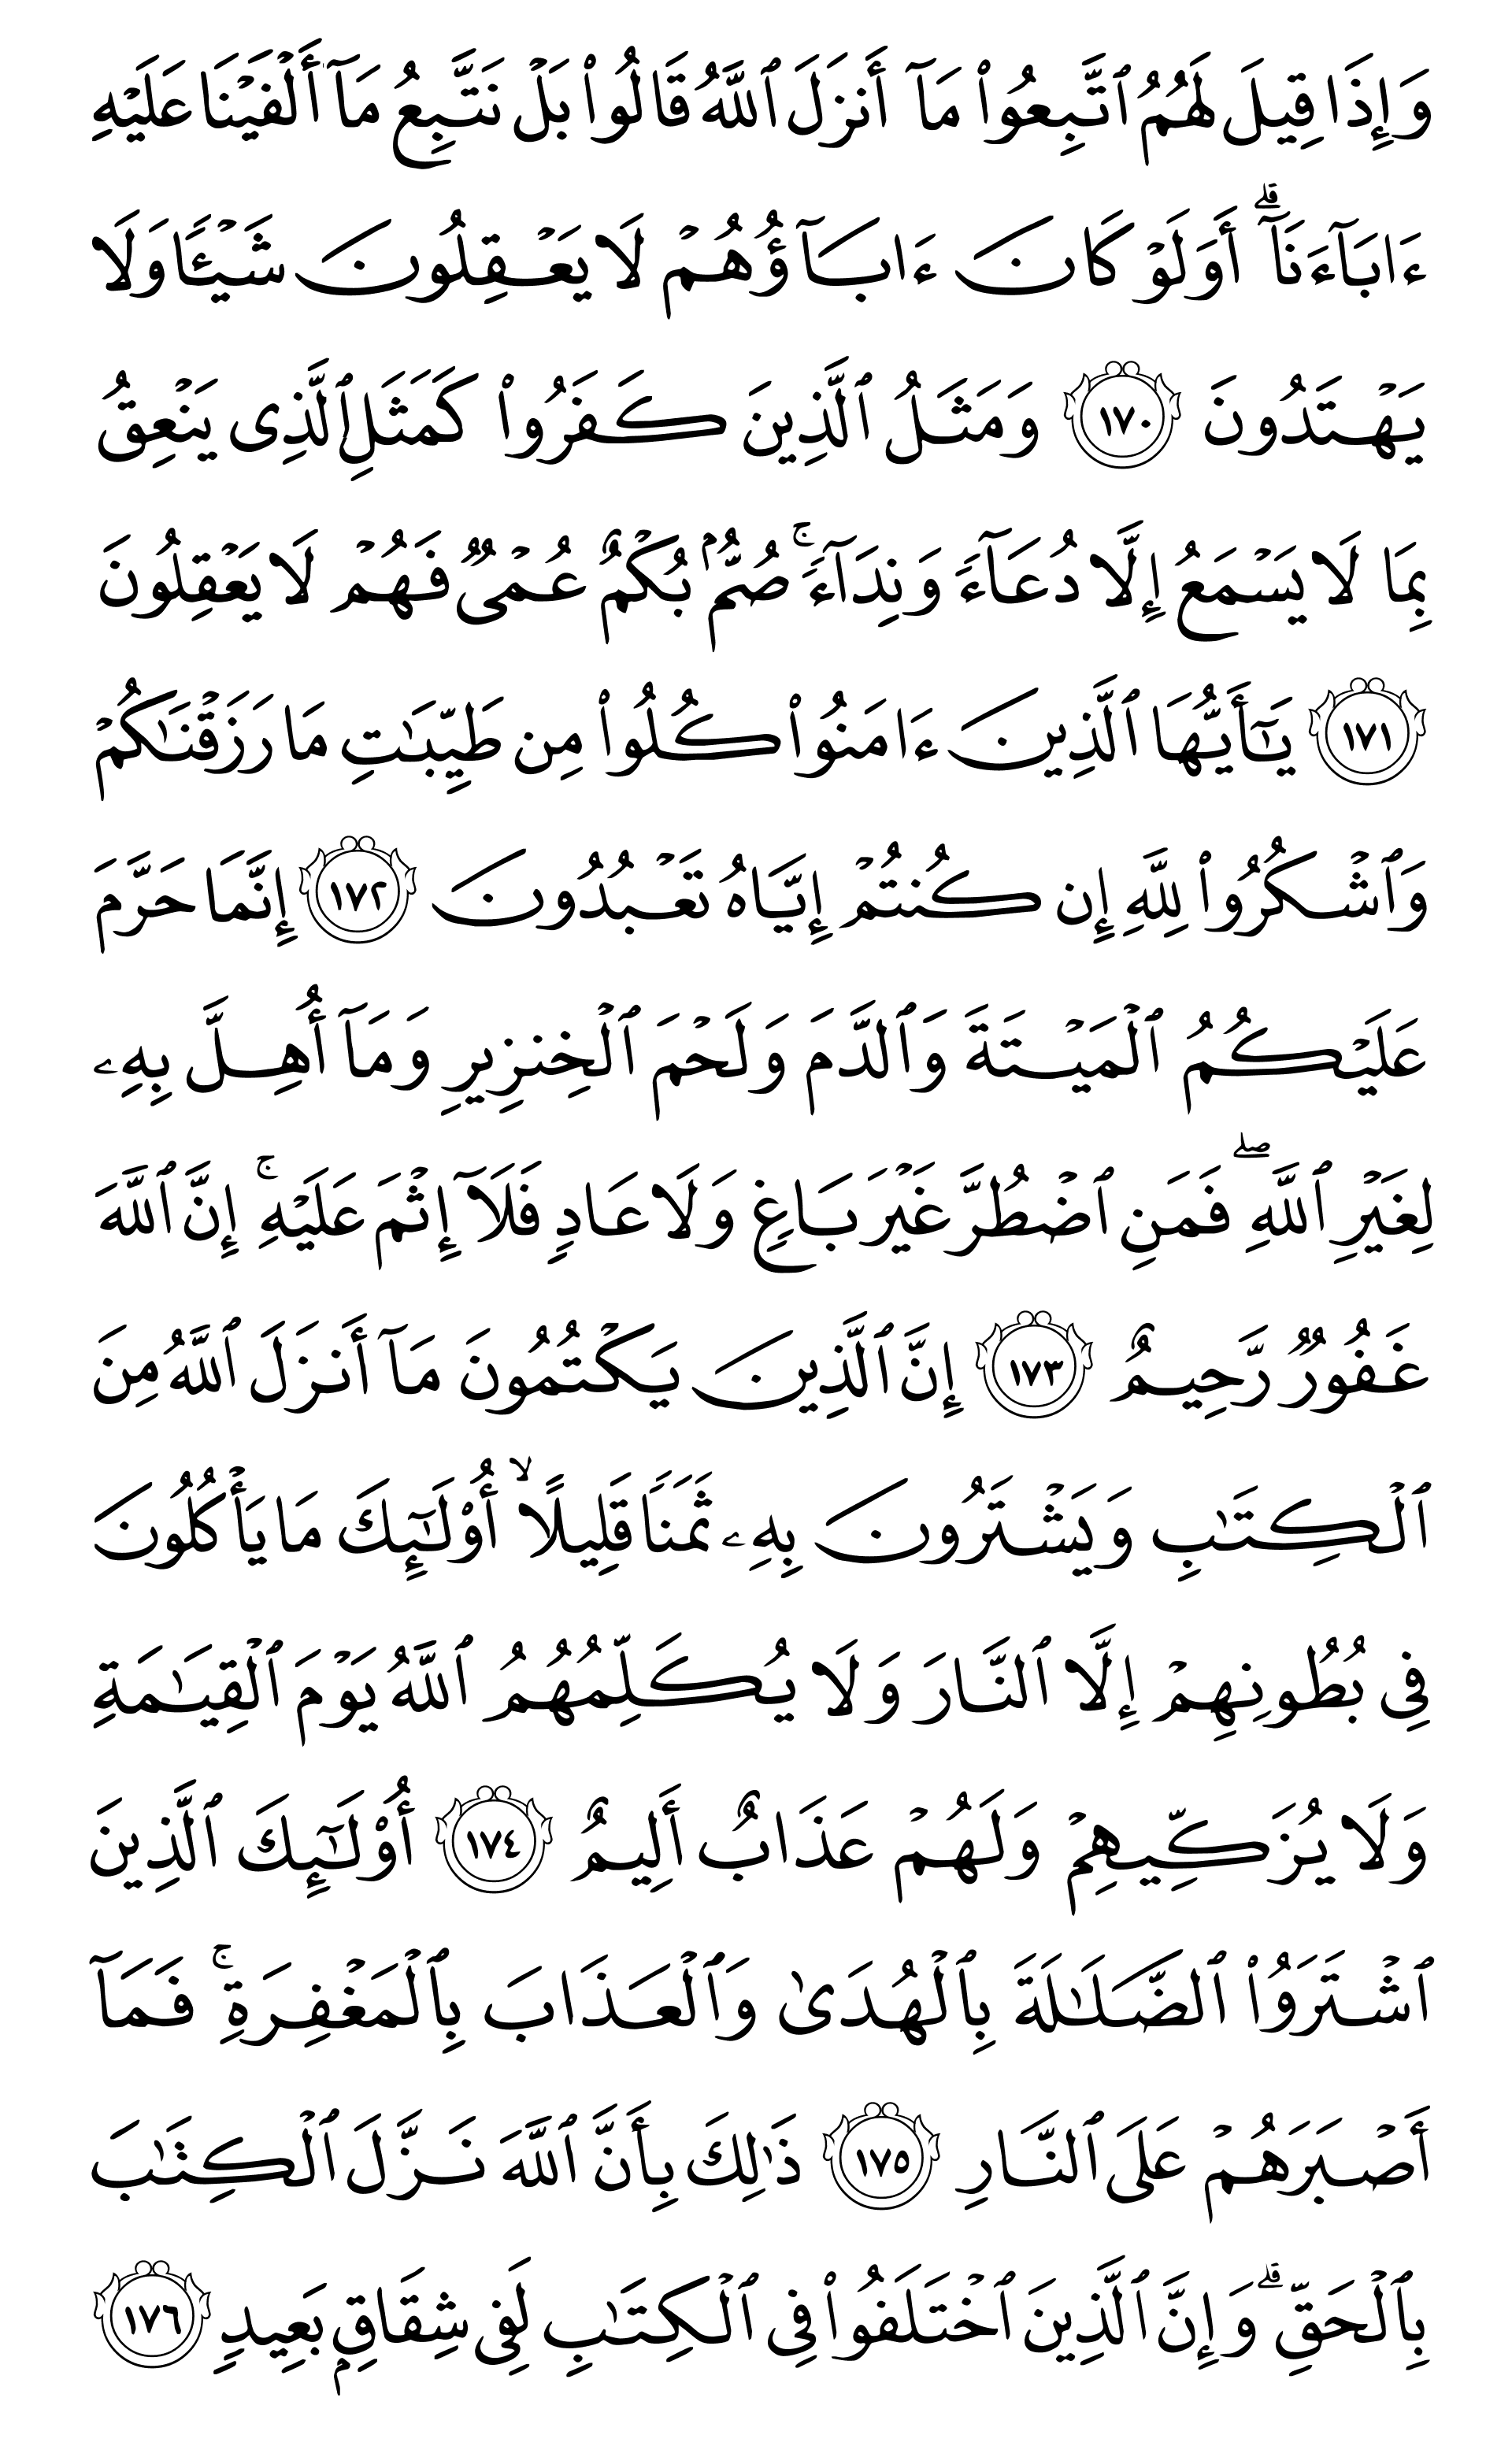 وَإِذَا قِيلَ لَهُمُ ٱتَّبِعُوا۟ مَآ أَنزَلَ ٱللَّهُ قَالُوا۟ بَلْ نَتَّبِعُ مَآ أَلْفَيْنَا عَلَيْهِ
ءَابَآءَنَآ ۗ أَوَلَوْ كَانَ ءَابَآؤُهُمْ لَا يَعْقِلُونَ شَيْـًٔا وَلَا
يَهْتَدُونَ ١٧٠ وَمَثَلُ ٱلَّذِينَ كَفَرُوا۟ كَمَثَلِ ٱلَّذِى يَنْعِقُ
بِمَا لَا يَسْمَعُ إِلَّا دُعَآءً وَنِدَآءً ۚ صُمٌّۢ بُكْمٌ عُمْىٌ فَهُمْ لَا يَعْقِلُونَ
١٧١ يَـٰٓأَيُّهَا ٱلَّذِينَ ءَامَنُوا۟ كُلُوا۟ مِن طَيِّبَـٰتِ مَا رَزَقْنَـٰكُمْ
وَٱشْكُرُوا۟ لِلَّهِ إِن كُنتُمْ إِيَّاهُ تَعْبُدُونَ ١٧٢ إِنَّمَا حَرَّمَ
عَلَيْكُمُ ٱلْمَيْتَةَ وَٱلدَّمَ وَلَحْمَ ٱلْخِنزِيرِ وَمَآ أُهِلَّ بِهِۦ
لِغَيْرِ ٱللَّهِ ۖ فَمَنِ ٱضْطُرَّ غَيْرَ بَاغٍ وَلَا عَادٍ فَلَآ إِثْمَ عَلَيْهِ ۚ إِنَّ ٱللَّهَ
غَفُورٌ رَّحِيمٌ ١٧٣ إِنَّ ٱلَّذِينَ يَكْتُمُونَ مَآ أَنزَلَ ٱللَّهُ مِنَ
ٱلْكِتَـٰبِ وَيَشْتَرُونَ بِهِۦ ثَمَنًا قَلِيلًا ۙ أُو۟لَـٰٓئِكَ مَا يَأْكُلُونَ
فِى بُطُونِهِمْ إِلَّا ٱلنَّارَ وَلَا يُكَلِّمُهُمُ ٱللَّهُ يَوْمَ ٱلْقِيَـٰمَةِ
وَلَا يُزَكِّيهِمْ وَلَهُمْ عَذَابٌ أَلِيمٌ ١٧٤ أُو۟لَـٰٓئِكَ ٱلَّذِينَ
ٱشْتَرَوُا۟ ٱلضَّلَـٰلَةَ بِٱلْهُدَىٰ وَٱلْعَذَابَ بِٱلْمَغْفِرَةِ ۚ فَمَآ
أَصْبَرَهُمْ عَلَى ٱلنَّارِ ١٧٥ ذَٰلِكَ بِأَنَّ ٱللَّهَ نَزَّلَ ٱلْكِتَـٰبَ
بِٱلْحَقِّ ۗ وَإِنَّ ٱلَّذِينَ ٱخْتَلَفُوا۟ فِى ٱلْكِتَـٰبِ لَفِى شِقَاقٍۭ بَعِيدٍ ١٧٦